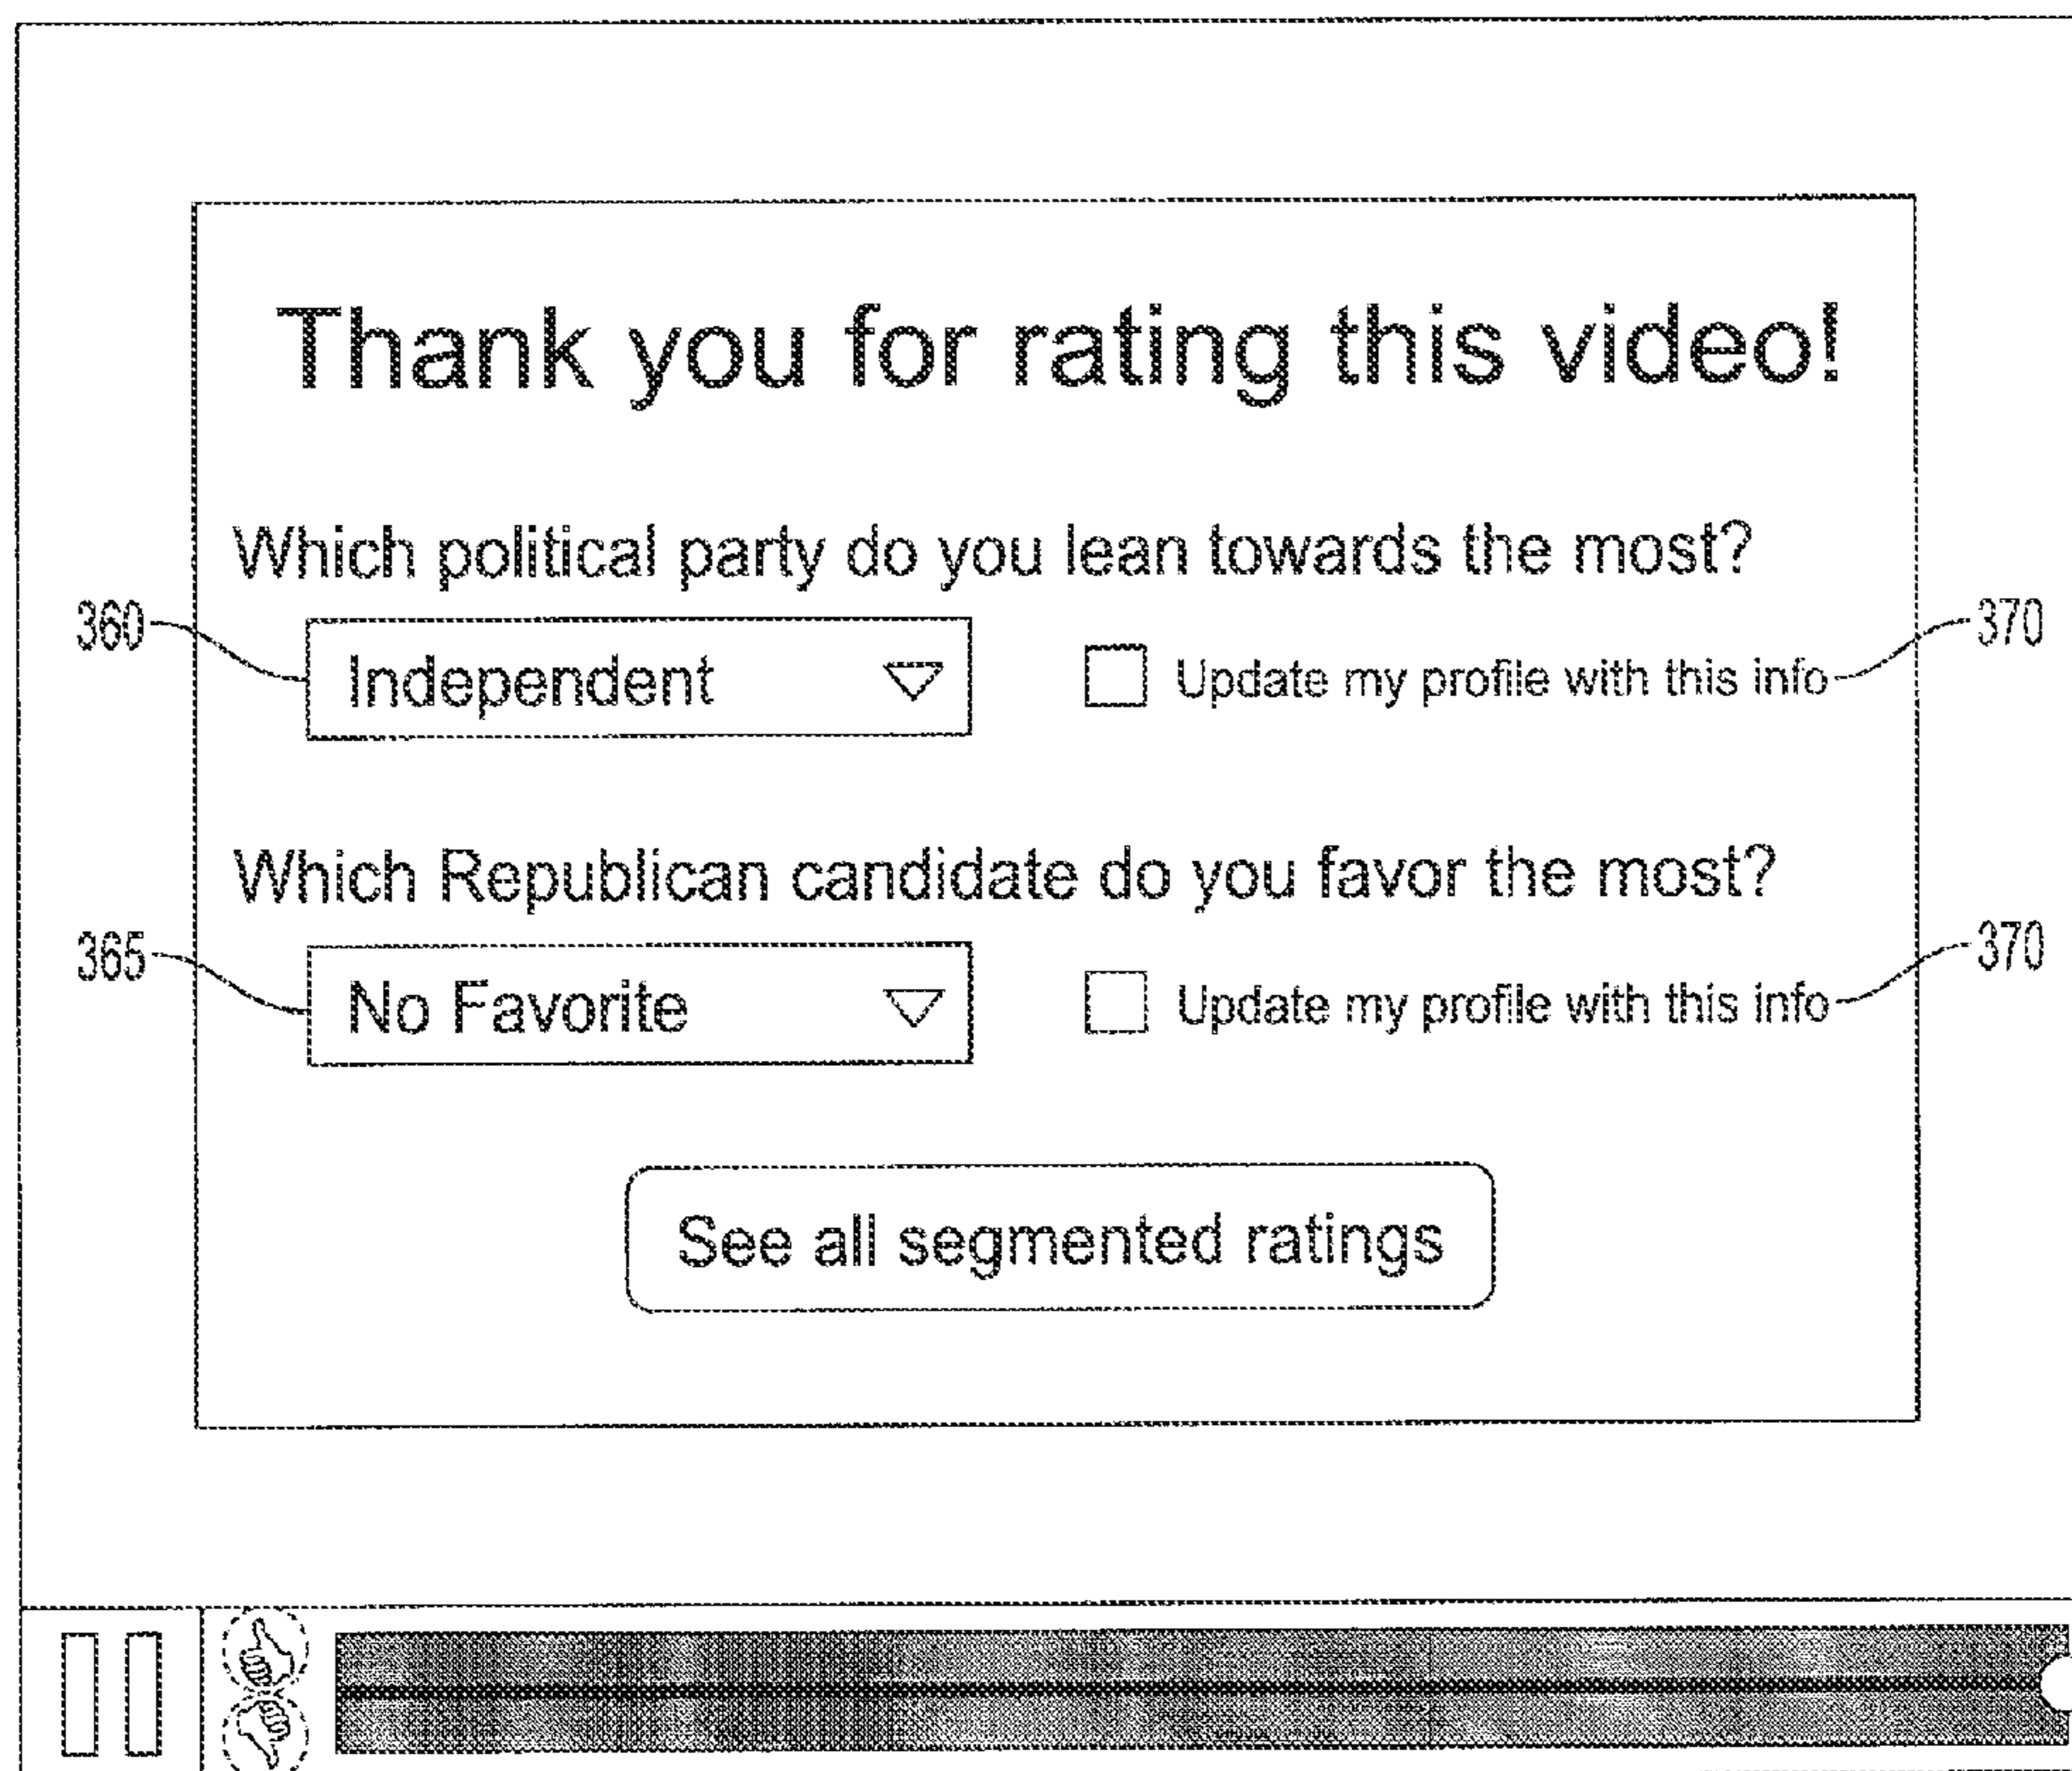 Thank you for rating this video!
Which political party do you lean towards the most?
360 Independent Update my profile with this info 370
Which Republican candidate do you favor the most?
365 No Favorite Update my profile with this info 370
See all segmented ratings